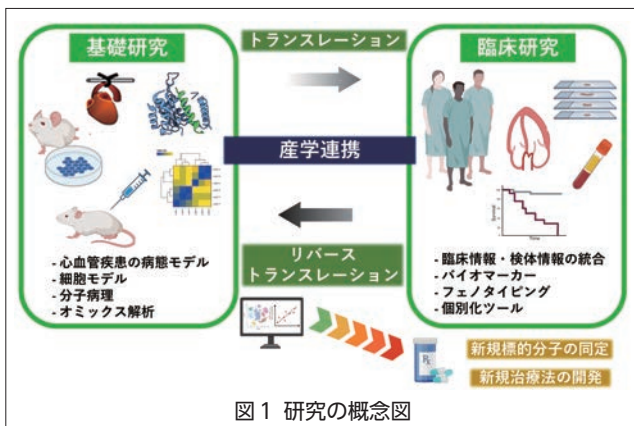 基礎研究
トランスレーション
臨床研究
産学連携
リバース
トランスレーション
- 心血管疾患の病態モデル
- 細胞モデル
- 分子病理
- オミックス解析
Survival
Time
- 臨床情報・検体情報の統合
- バイオマーカー
- フェノタイピング
- 個別化ツール
Rx
新規標的分子の同定
新規治療法の開発
図1 研究の概念図